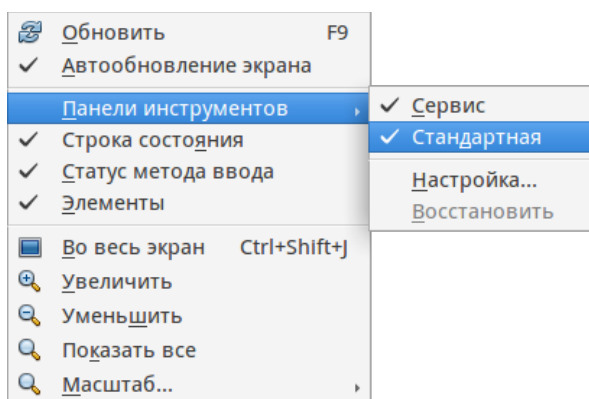 Обновить F9
Автообновление экрана
Панели инструментов
Строка состояния
Статус метода ввода
Элементы
Во весь экран Ctrl+Shift+J
Увеличить
Уменьшить
Показать все
Масштаб...
Сервис
Стандартная
Настройка...
Восстановить